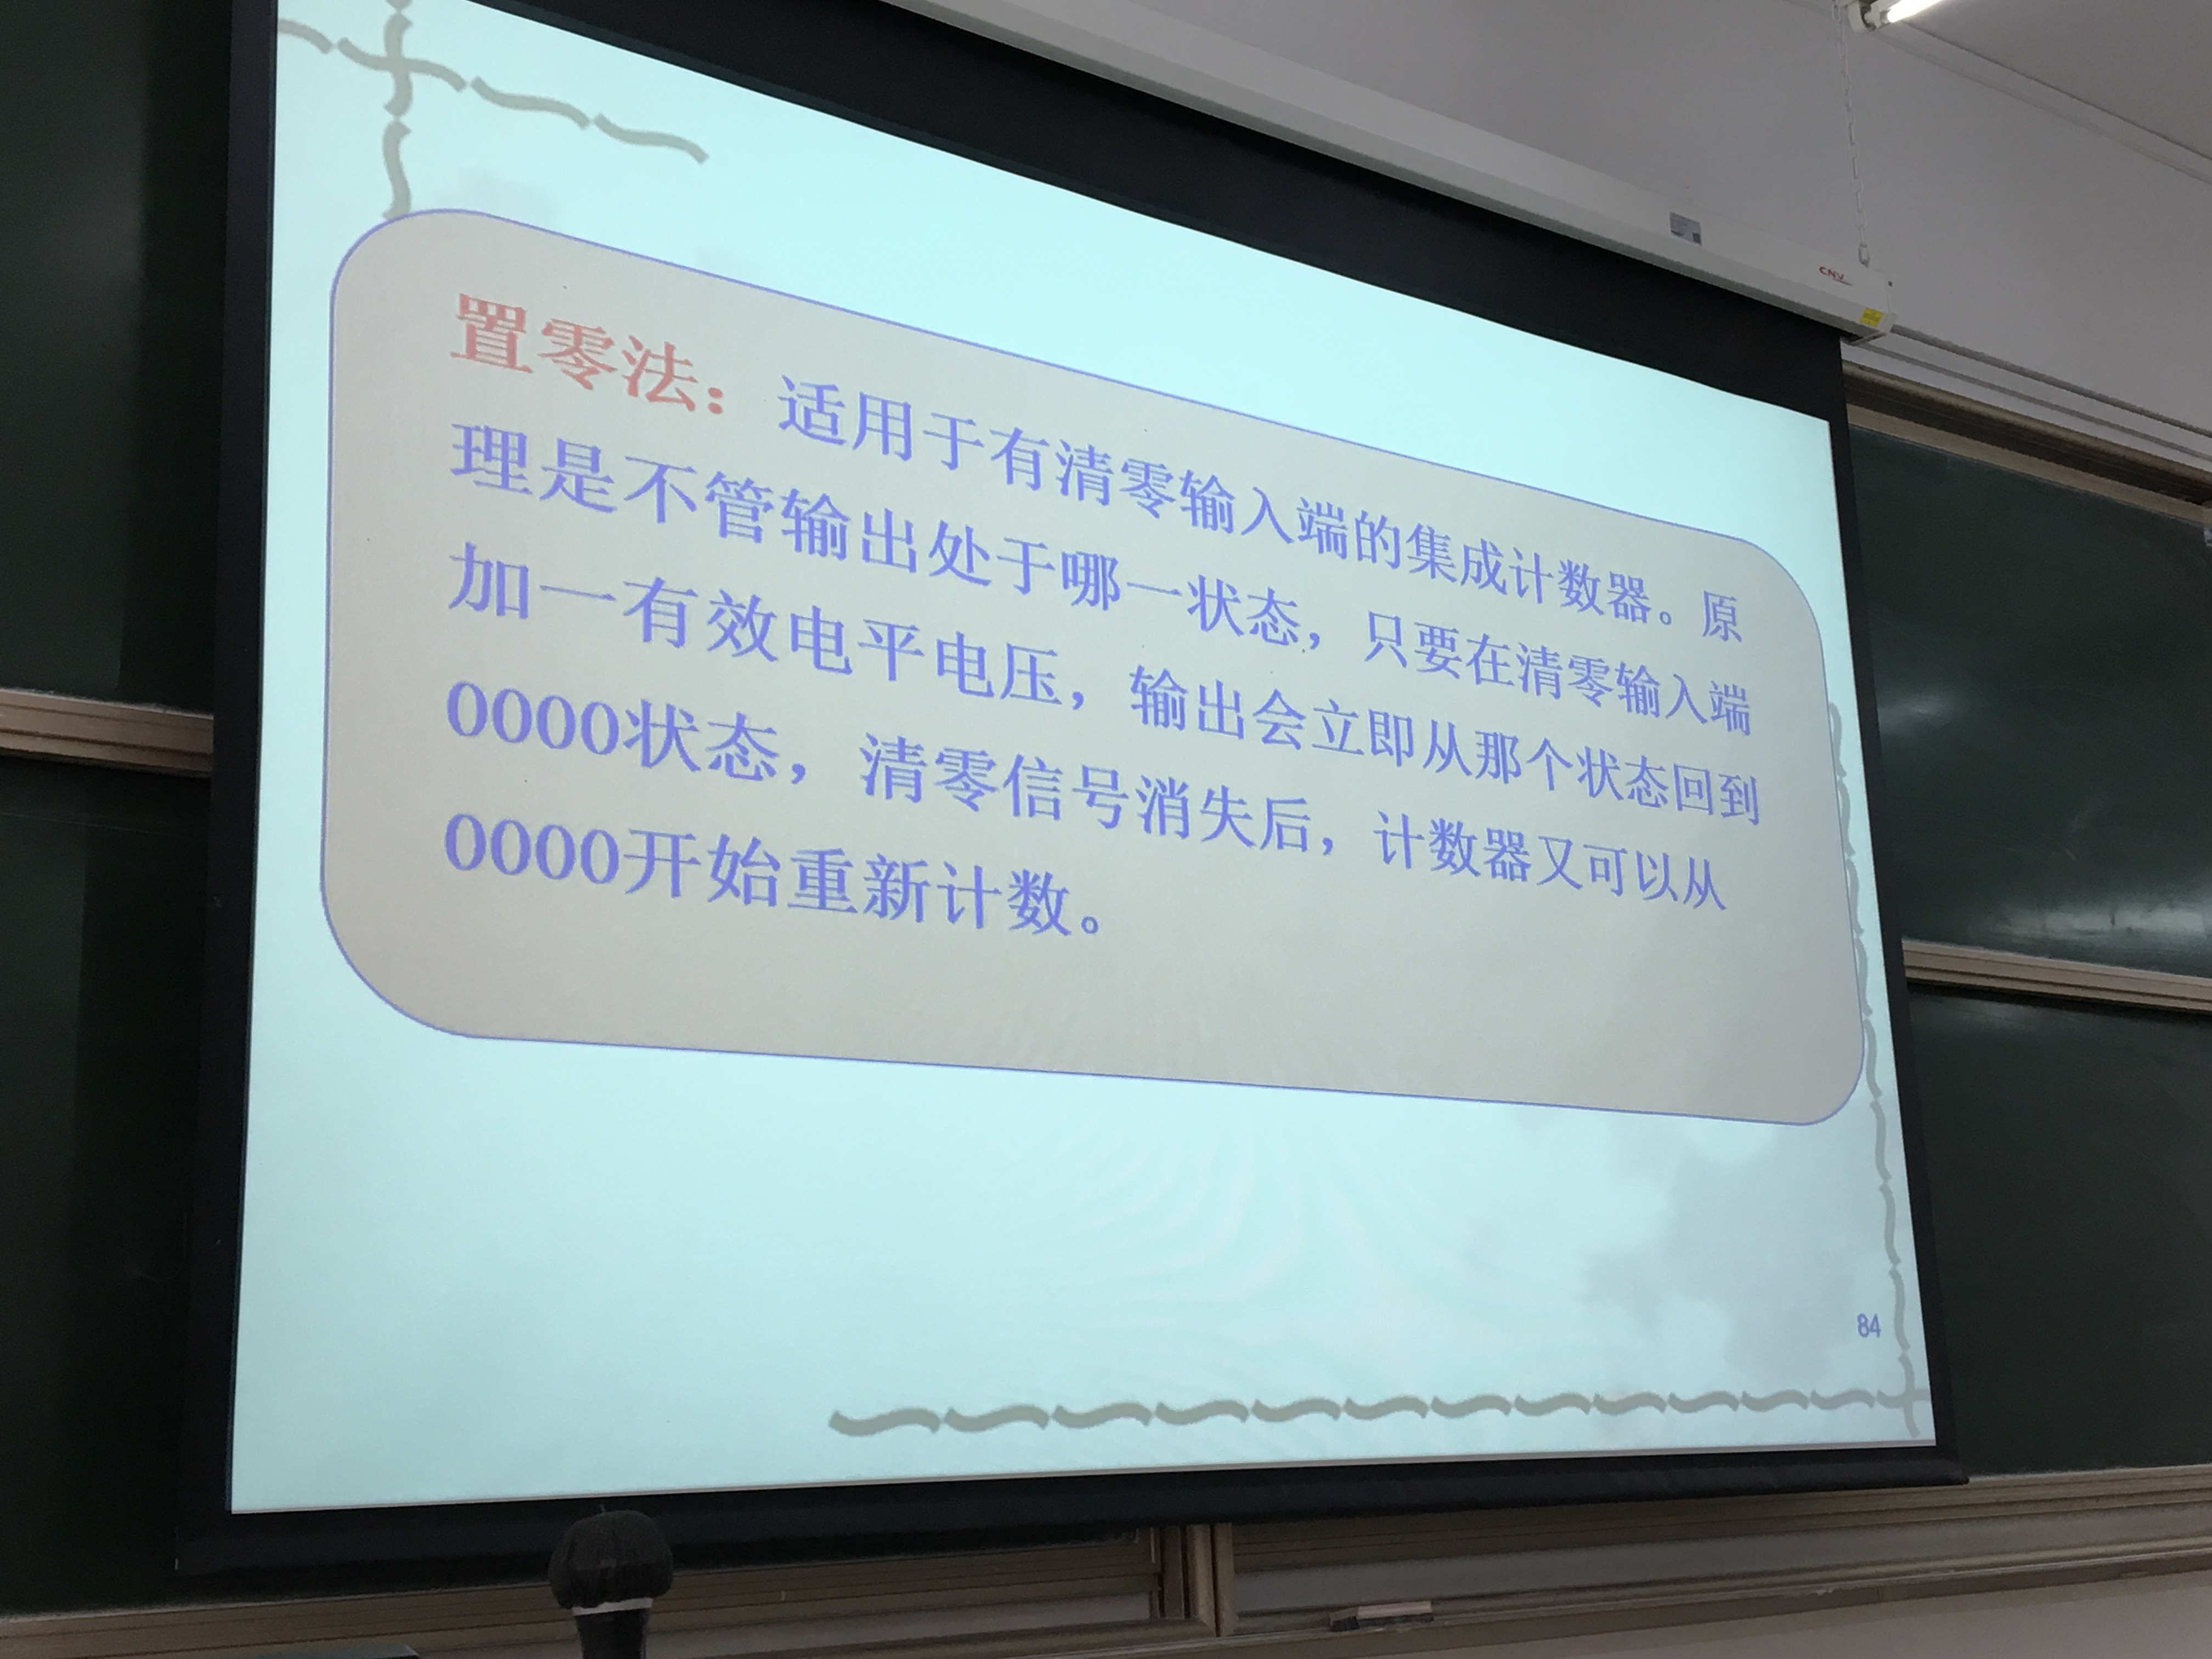 置零法：适用于有清零输入端的集成计数器。原
理是不管输出处于哪一状态，只要在清零输入端
加一有效电平电压，输出会立即从那个状态回到
0000状态，清零信号消失后，计数器又可以从
0000开始重新计数。
84
CNV